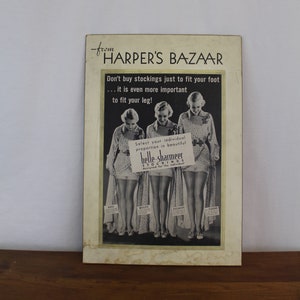 from
HARPER'S BAZAAR
Don't buy stockings just to fit your foot
...it is even more important
to fit your leg!
Select your individual
proportion in beautiful
belle-sharmeer
STOCKINGS